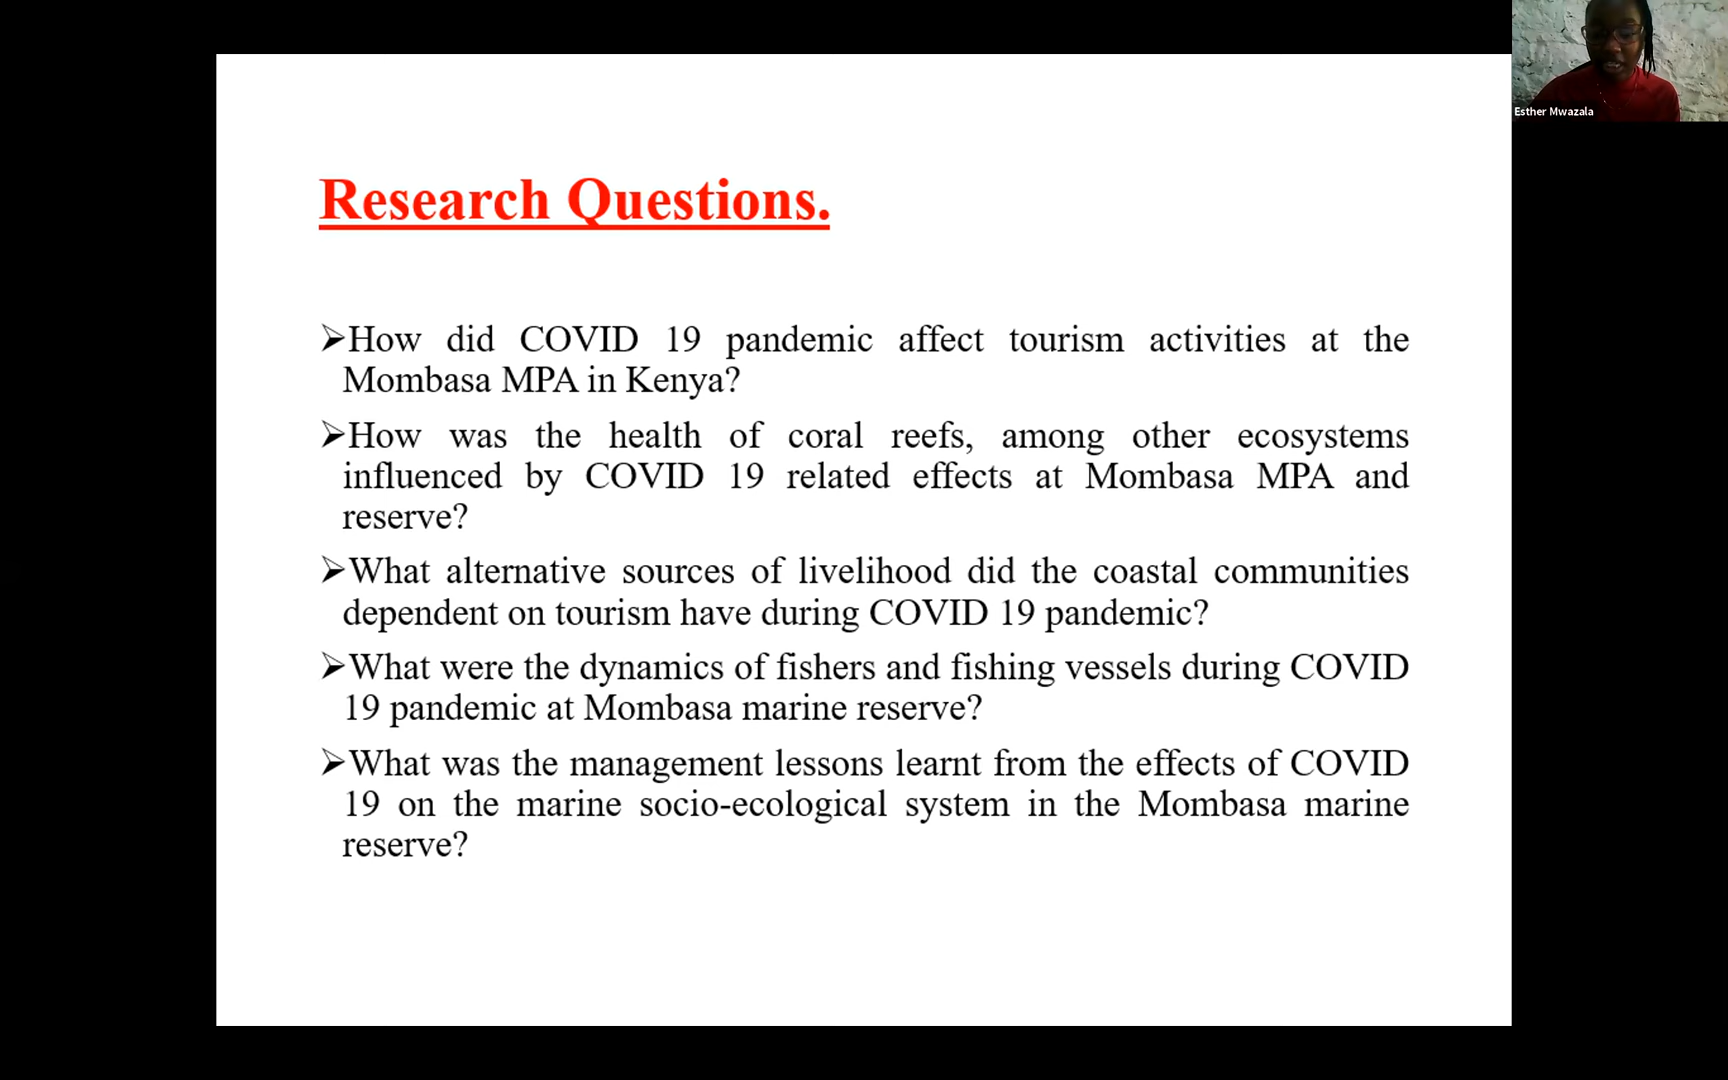 Esther Mwazala
Research Questions.
➢How did COVID 19 pandemic affect tourism activities at the
Mombasa MPA in Kenya?
➢How was the health of coral reefs, among other ecosystems
influenced by COVID 19 related effects at Mombasa MPA and
reserve?
➢What alternative sources of livelihood did the coastal communities
dependent on tourism have during COVID 19 pandemic?
➢What were the dynamics of fishers and fishing vessels during COVID
19 pandemic at Mombasa marine reserve?
➢What was the management lessons learnt from the effects of COVID
19 on the marine socio-ecological system in the Mombasa marine
reserve?